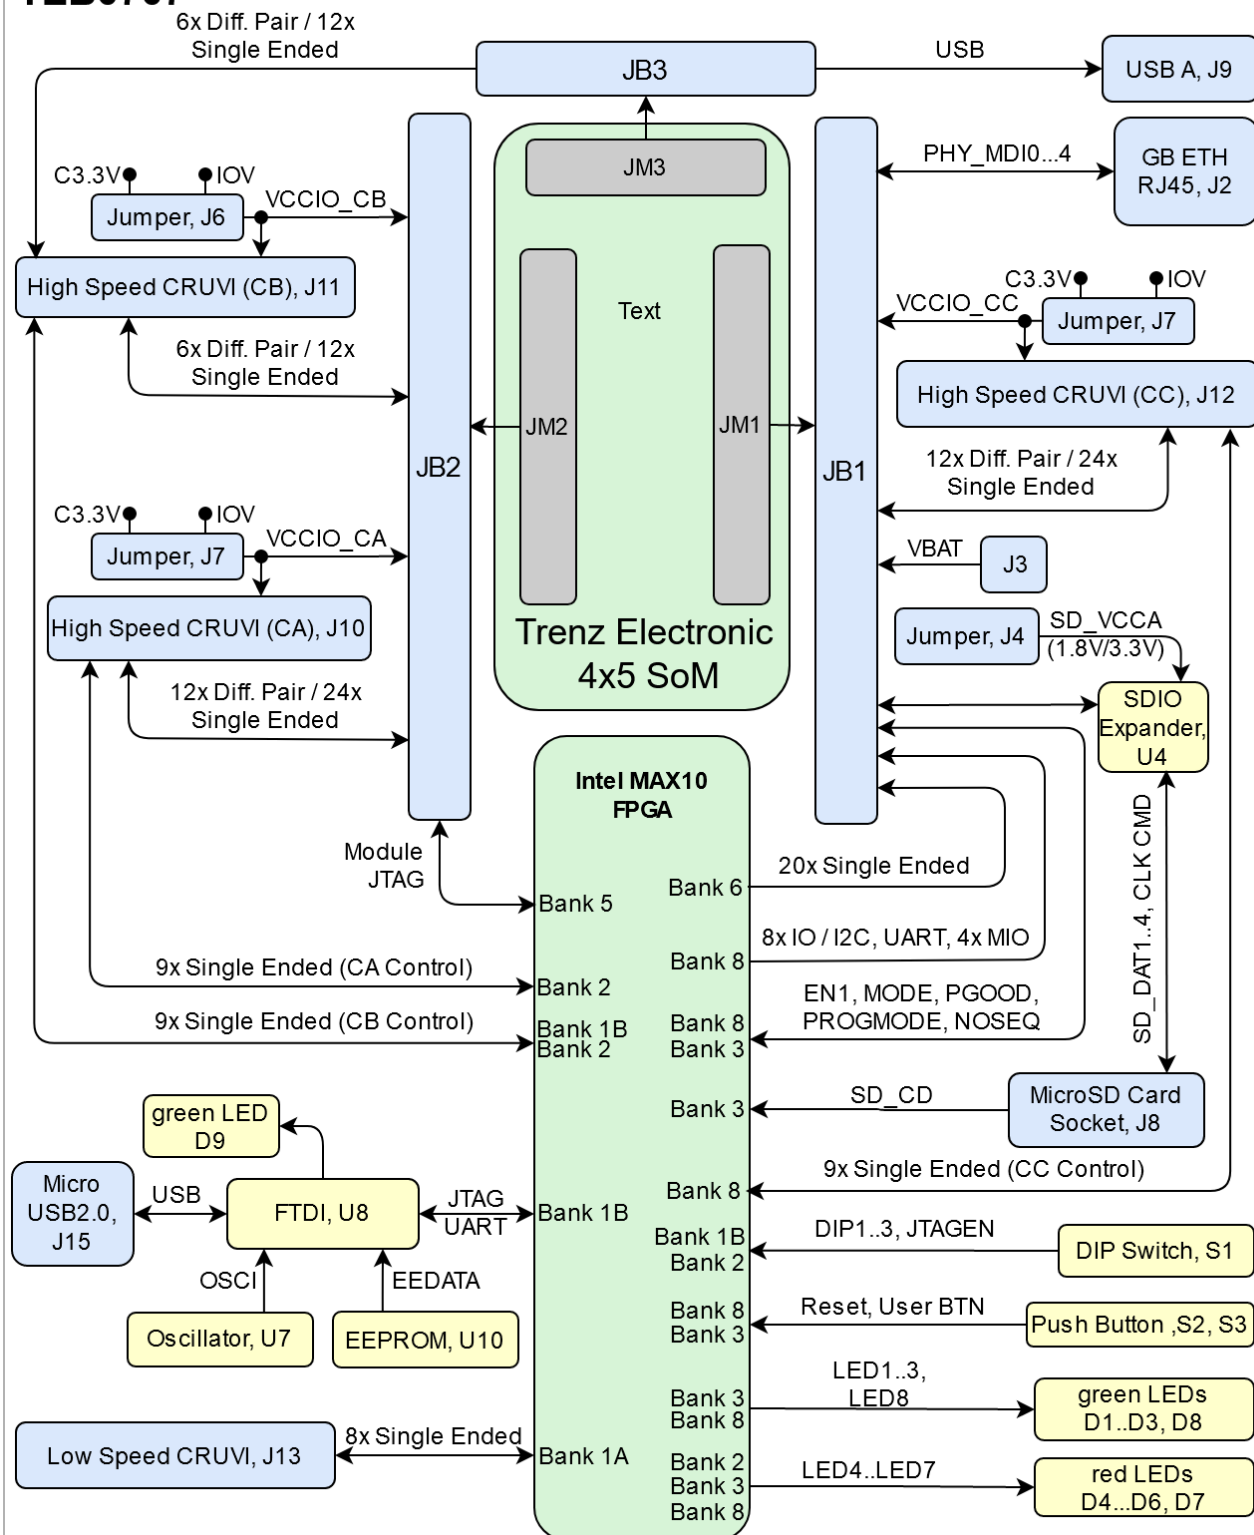 6x Diff. Pair / 12x
Single Ended
JB3
USB
USB A, J9
JM3
PHY_MDI0...4
GB ETH
RJ45, J2
C3.3V
IOV
Jumper, J6
VCCIO_CB
High Speed CRUVI (CB), J11
Text
C3.3V
IOV
VCCIO_CC
Jumper, J7
6x Diff. Pair / 12x
Single Ended
High Speed CRUVI (CC), J12
JM2
JM1
JB2
JB1
12x Diff. Pair / 24x
Single Ended
C3.3V
IOV
Jumper, J7
VCCIO_CA
VBAT
J3
High Speed CRUVI (CA), J10
Trenz Electronic
4x5 SoM
Jumper, J4
SD_VCCA
(1.8V/3.3V)
12x Diff. Pair / 24x
Single Ended
SDIO
Expander,
U4
Intel MAX10
FPGA
Module
JTAG
Bank 5
Bank 6
20x Single Ended
SD_DAT1..4, CLK CMD
Bank 8
8x IO / I2C, UART, 4x MIO
9x Single Ended (CA Control)
Bank 2
EN1, MODE, PGOOD,
PROGMODE, NOSEQ
9x Single Ended (CB Control)
Bank 1B
Bank 2
Bank 8
Bank 3
green LED
D9
Bank 3
SD_CD
MicroSD Card
Socket, J8
Micro
USB2.0,
J15
USB
FTDI, U8
JTAG
UART
Bank 1B
Bank 8
9x Single Ended (CC Control)
Bank 1B
Bank 2
DIP1..3, JTAGEN
DIP Switch, S1
OSCI
EEDATA
Oscillator, U7
EEPROM, U10
Bank 8
Bank 3
Reset, User BTN
Push Button ,S2, S3
Bank 3
Bank 8
LED1..3,
LED8
green LEDs
D1..D3, D8
Low Speed CRUVI, J13
8x Single Ended
Bank 1A
Bank 2
Bank 3
Bank 8
LED4..LED7
red LEDs
D4...D6, D7